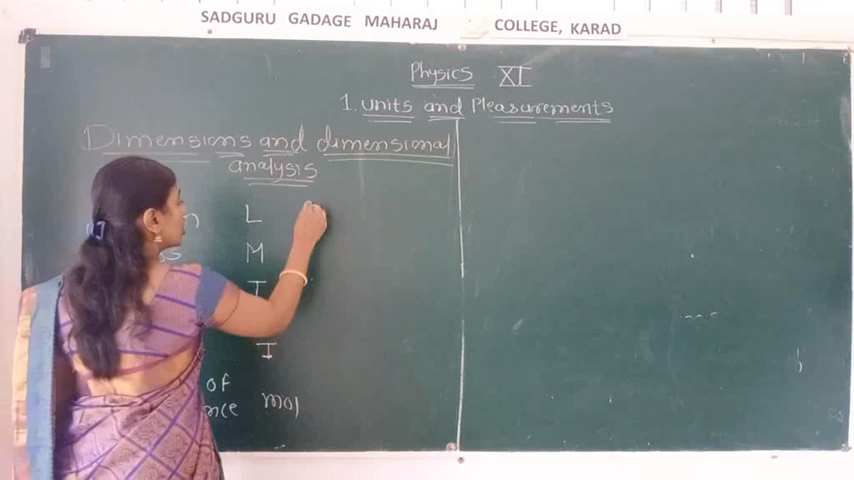 SADGURU GADAGE MAHARAJ COLLEGE, KARAD
Physics XI
1. Units and Measurements
Dimensions and dimensional
analysis
L
M
T
I
of
mol